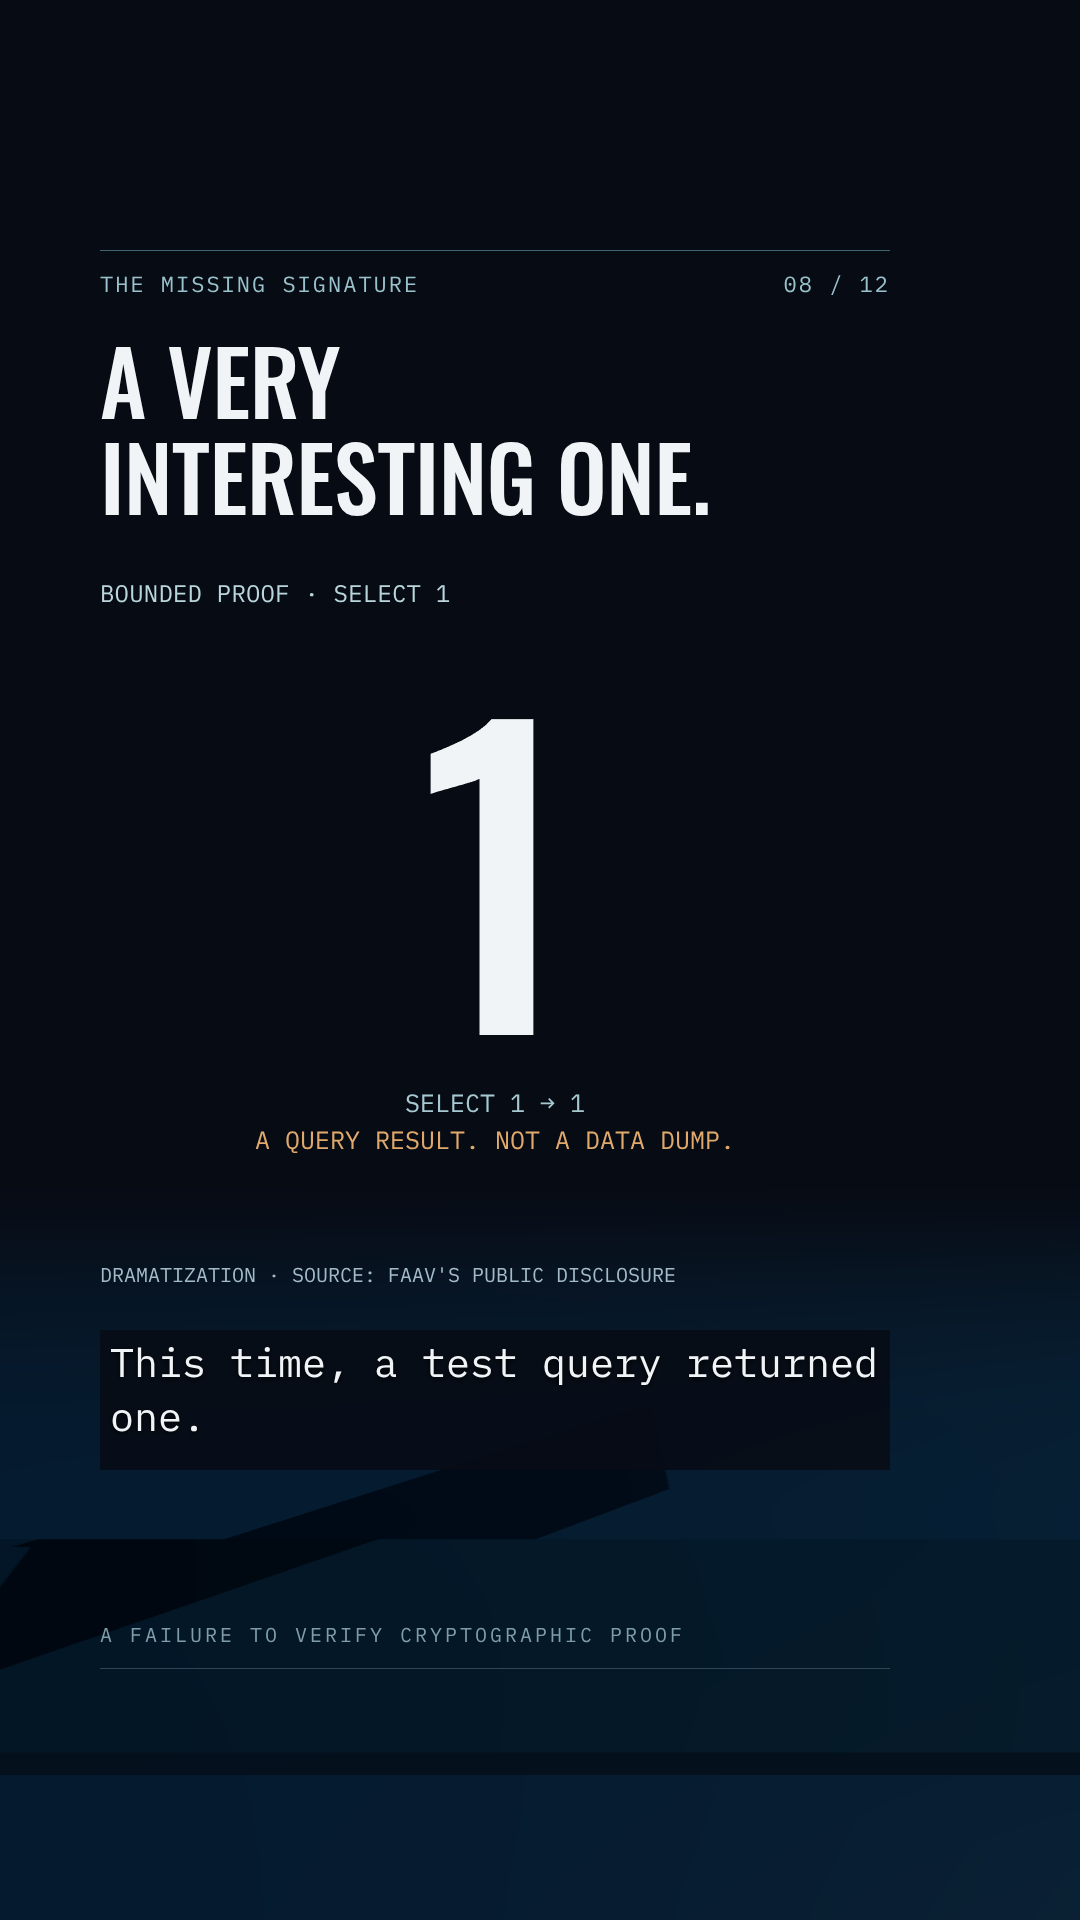 THE MISSING SIGNATURE
08 / 12
A VERY
INTERESTING ONE.
BOUNDED PROOF · SELECT 1
1
SELECT 1 → 1
A QUERY RESULT. NOT A DATA DUMP.
DRAMATIZATION · SOURCE: FAAV'S PUBLIC DISCLOSURE
This time, a test query returned
one.
A FAILURE TO VERIFY CRYPTOGRAPHIC PROOF